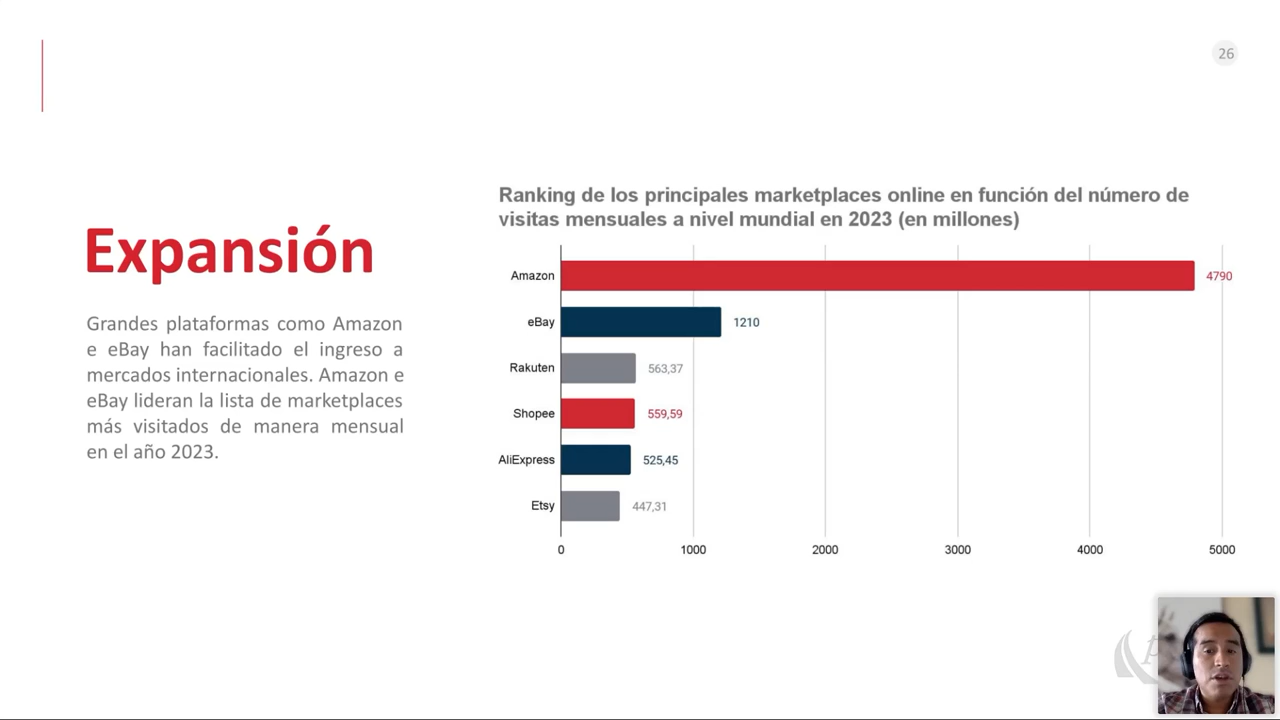 26
Expansión
Grandes plataformas como Amazon
e eBay han facilitado el ingreso a
mercados internacionales. Amazon e
eBay lideran la lista de marketplaces
más visitados de manera mensual
en el año 2023.
Ranking de los principales marketplaces online en función del número de
visitas mensuales a nivel mundial en 2023 (en millones)
Amazon 4790
eBay 1210
Rakuten 563,37
Shopee 559,59
AliExpress 525,45
Etsy 447,31
0 1000 2000 3000 4000 5000